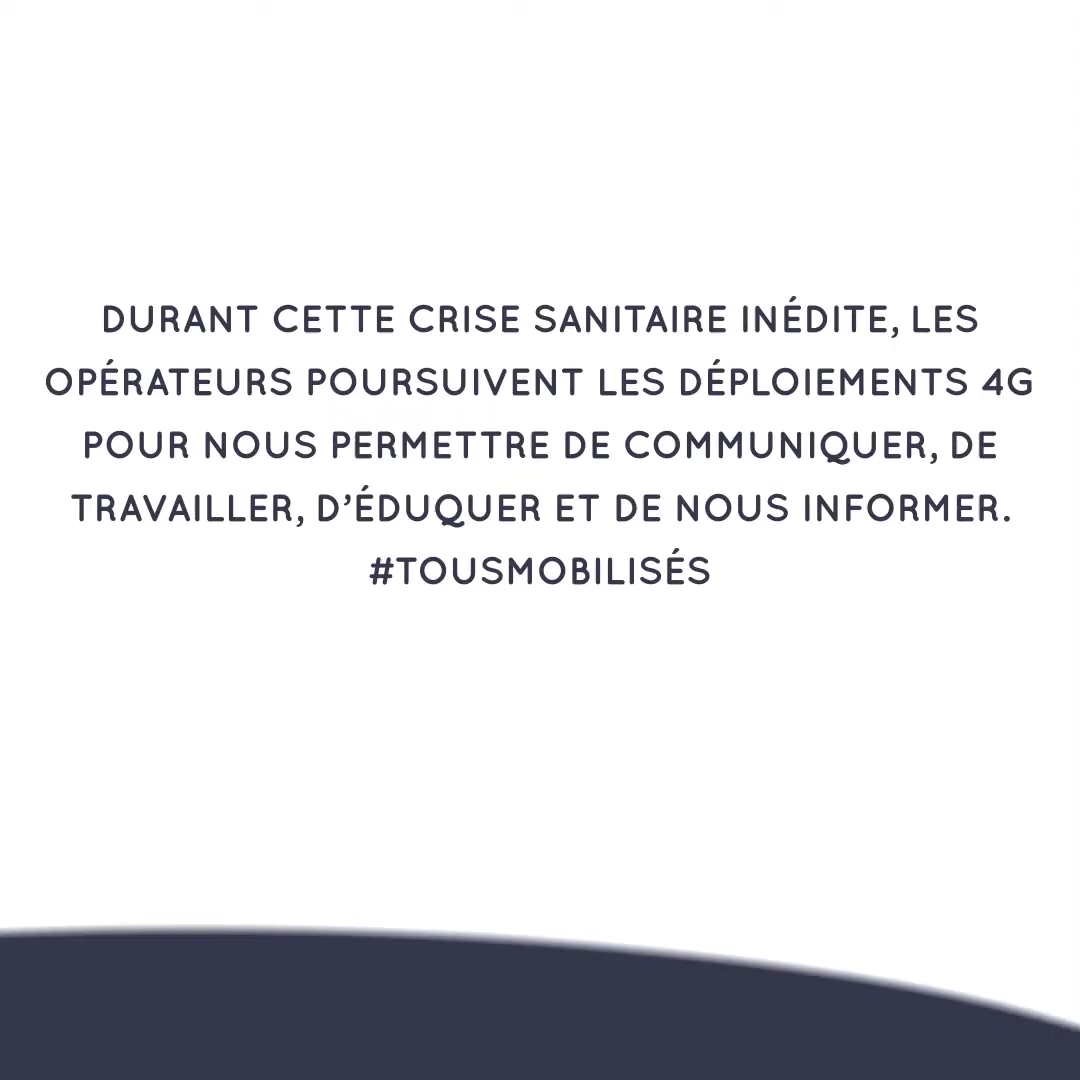 DURANT CETTE CRISE SANITAIRE INÉDITE, LES
OPÉRATEURS POURSUIVENT LES DÉPLOIEMENTS 4G
POUR NOUS PERMETTRE DE COMMUNIQUER, DE
TRAVAILLER, D’ÉDUQUER ET DE NOUS INFORMER.
#TOUSMOBILISÉS